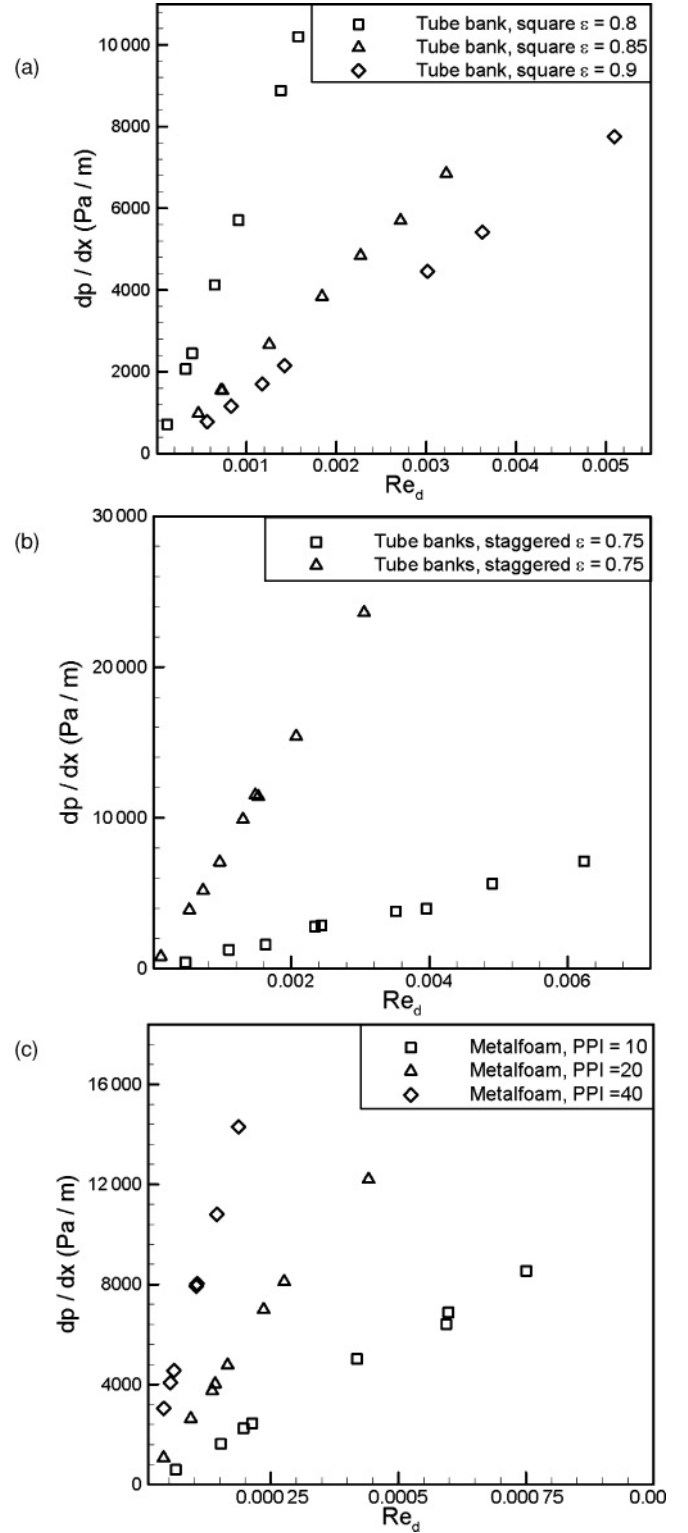 (a)
Tube bank, square ε = 0.8
Tube bank, square ε = 0.85
Tube bank, square ε = 0.9
10 000
8000
6000
4000
2000
0
dp / dx (Pa / m)
0.001
0.002
0.003
0.004
0.005
Re_d
(b)
Tube banks, staggered ε = 0.75
Tube banks, staggered ε = 0.75
30 000
20 000
10 000
0
dp / dx (Pa / m)
0.002
0.004
0.006
Re_d
(c)
Metalfoam, PPI = 10
Metalfoam, PPI =20
Metalfoam, PPI =40
16 000
12 000
8000
4000
0
dp / dx (Pa / m)
0.00025
0.0005
0.00075
0.00
Re_d